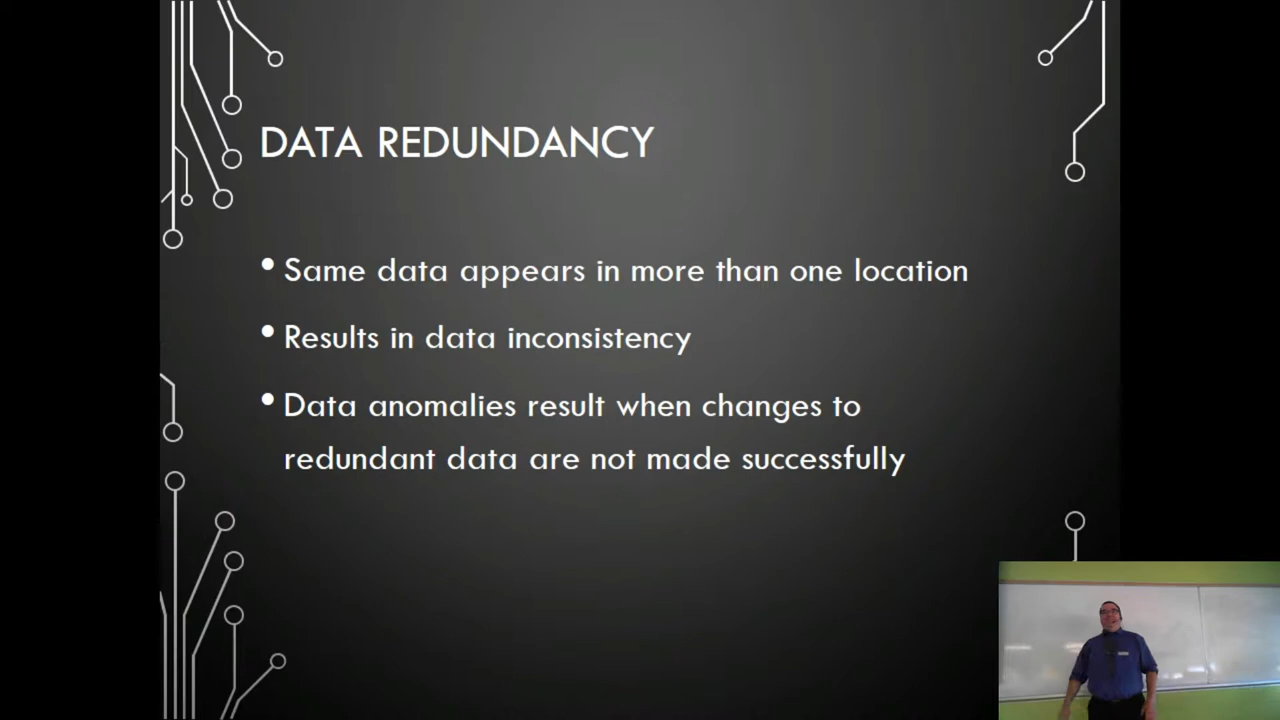 DATA REDUNDANCY
• Same data appears in more than one location
• Results in data inconsistency
• Data anomalies result when changes to
redundant data are not made successfully